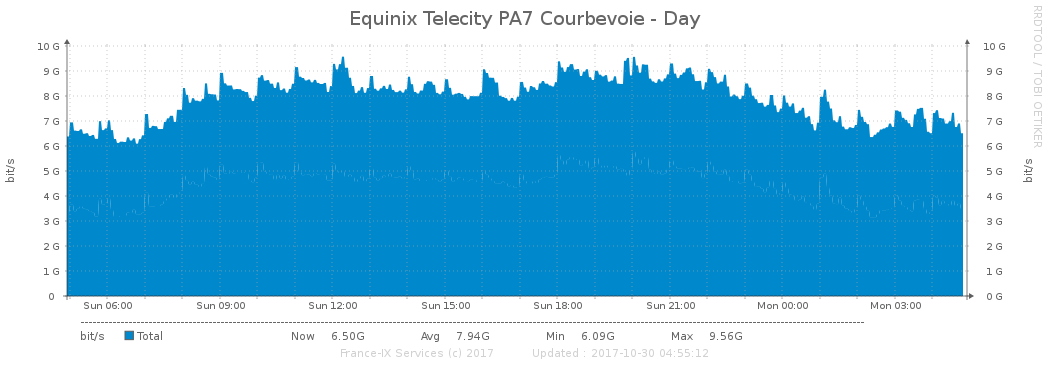 Equinix Telecity PA7 Courbevoie - Day
RRDTOOL / TOBI OETIKER
bit/s
10 G
9 G
8 G
7 G
6 G
5 G
4 G
3 G
2 G
1 G
0
10 G
9 G
8 G
7 G
6 G
5 G
4 G
3 G
2 G
1 G
0 G
bit/s
Sun 06:00 Sun 09:00 Sun 12:00 Sun 15:00 Sun 18:00 Sun 21:00 Mon 00:00 Mon 03:00
bit/s Total Now 6.50G Avg 7.94G Min 6.09G Max 9.56G
France-IX Services (c) 2017 Updated : 2017-10-30 04:55:12